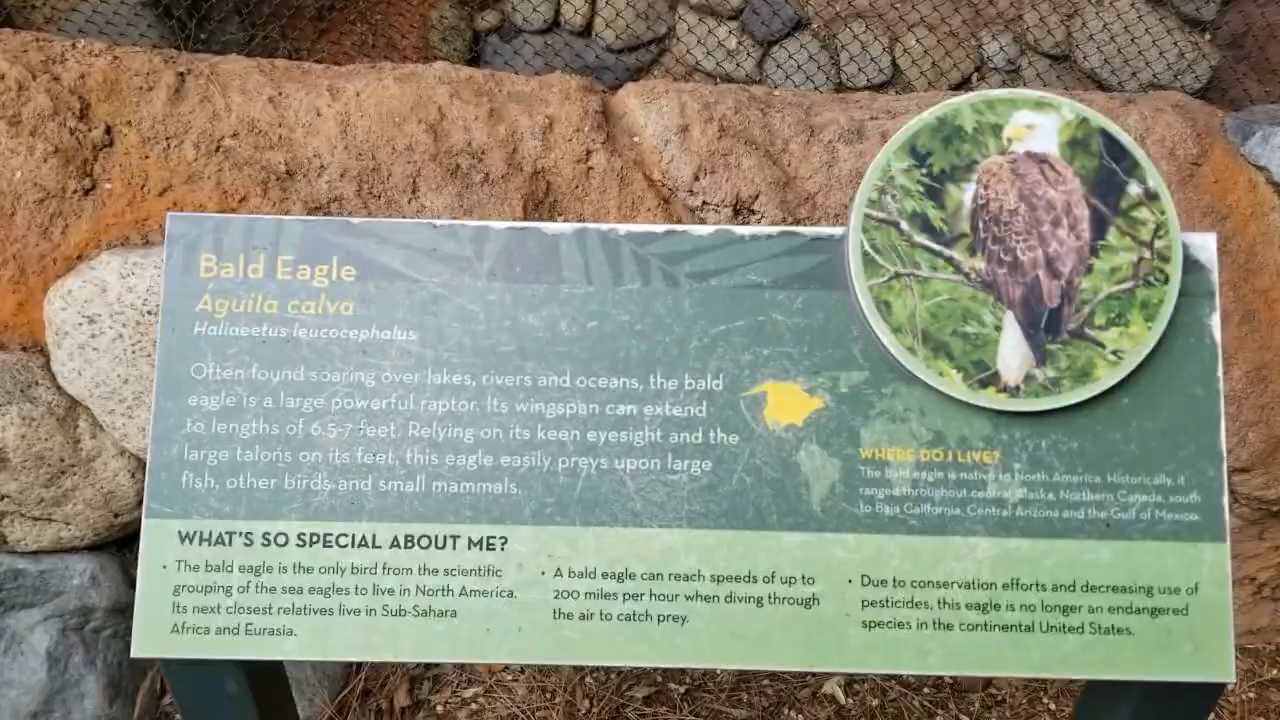 Bald Eagle
Águila calva
Haliaeetus leucocephalus
Often found soaring over lakes, rivers and oceans, the bald
eagle is a large powerful raptor. Its wingspan can extend
to lengths of 6.5-7 feet. Relying on its keen eyesight and the
large talons on its feet, this eagle easily preys upon large
fish, other birds and small mammals.
WHERE DO I LIVE?
The bald eagle is native to North America. Historically, it
ranged throughout central Alaska, Northern Canada, south
to Baja California, Central Arizona and the Gulf of Mexico.
WHAT'S SO SPECIAL ABOUT ME?
• The bald eagle is the only bird from the scientific
grouping of the sea eagles to live in North America.
Its next closest relatives live in Sub-Sahara
Africa and Eurasia.
• A bald eagle can reach speeds of up to
200 miles per hour when diving through
the air to catch prey.
• Due to conservation efforts and decreasing use of
pesticides, this eagle is no longer an endangered
species in the continental United States.